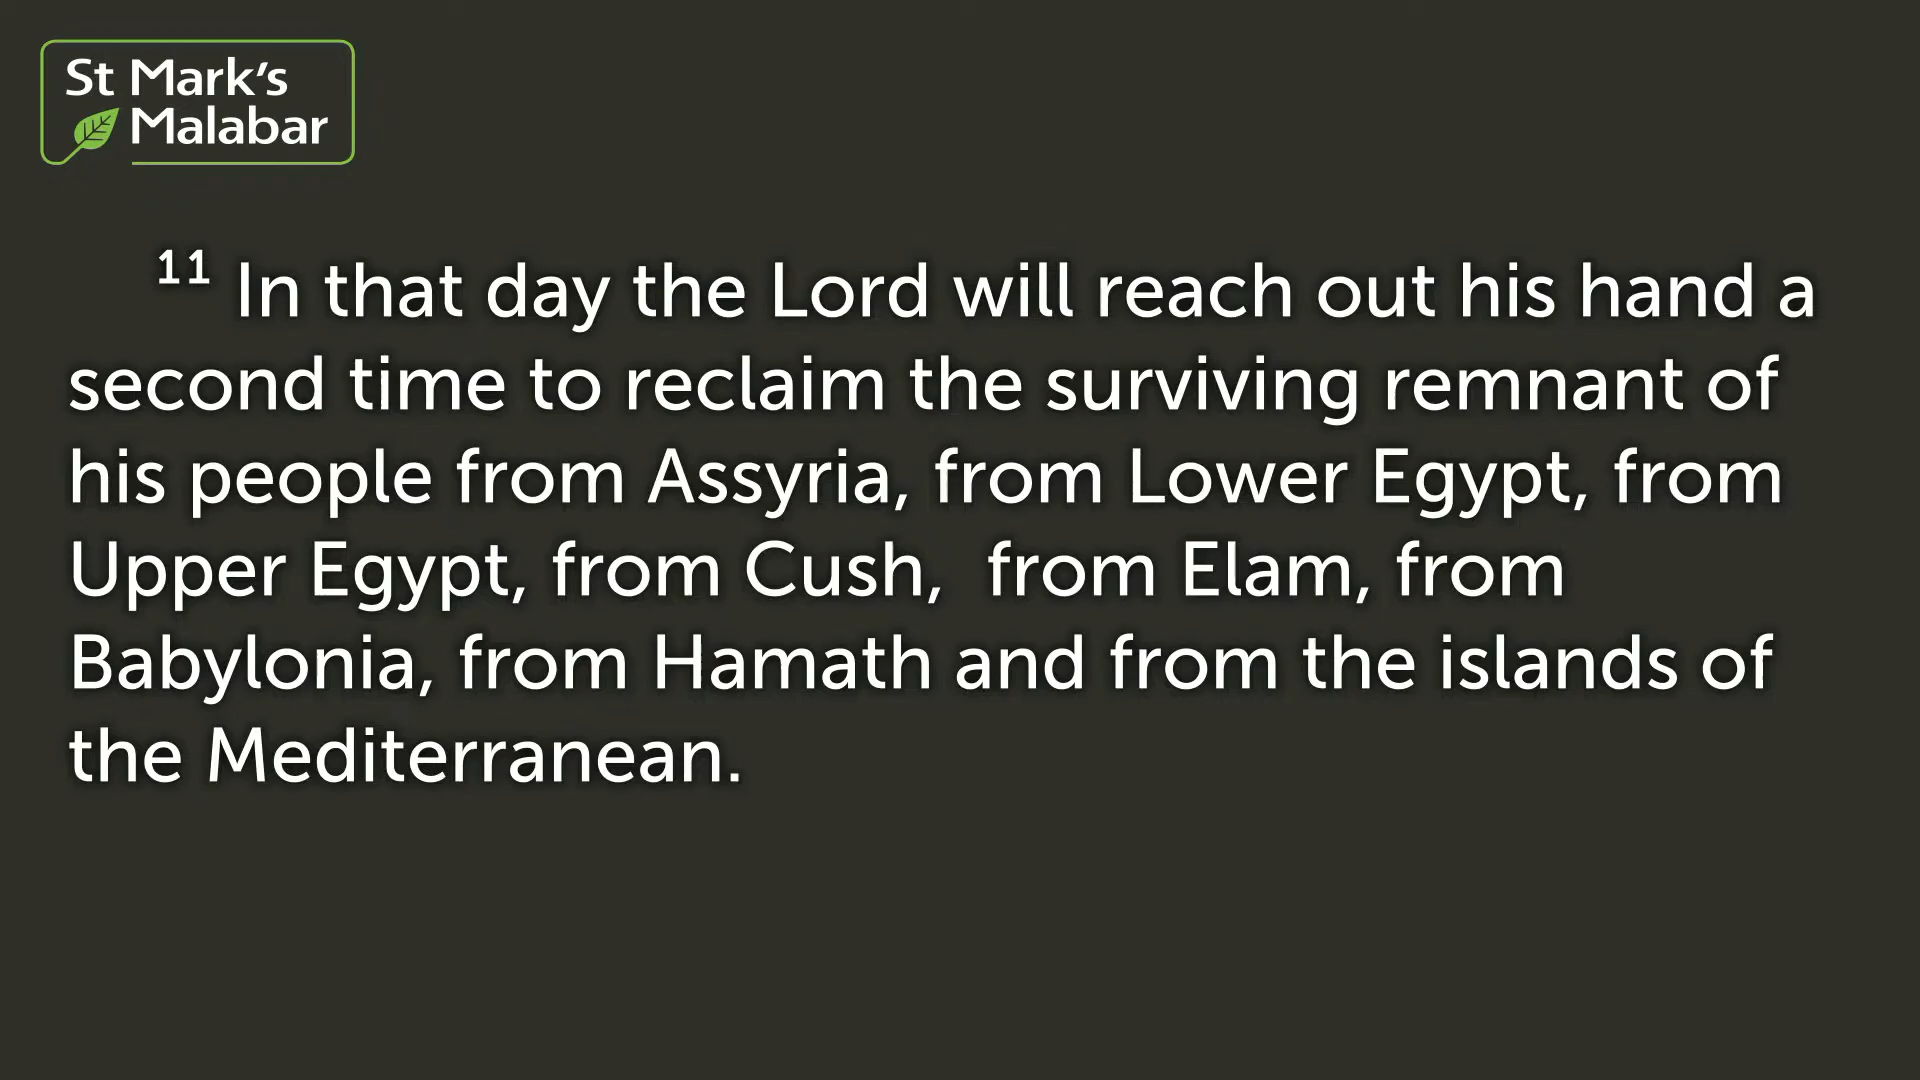 St Mark's
Malabar
11 In that day the Lord will reach out his hand a
second time to reclaim the surviving remnant of
his people from Assyria, from Lower Egypt, from
Upper Egypt, from Cush,  from Elam, from
Babylonia, from Hamath and from the islands of
the Mediterranean.